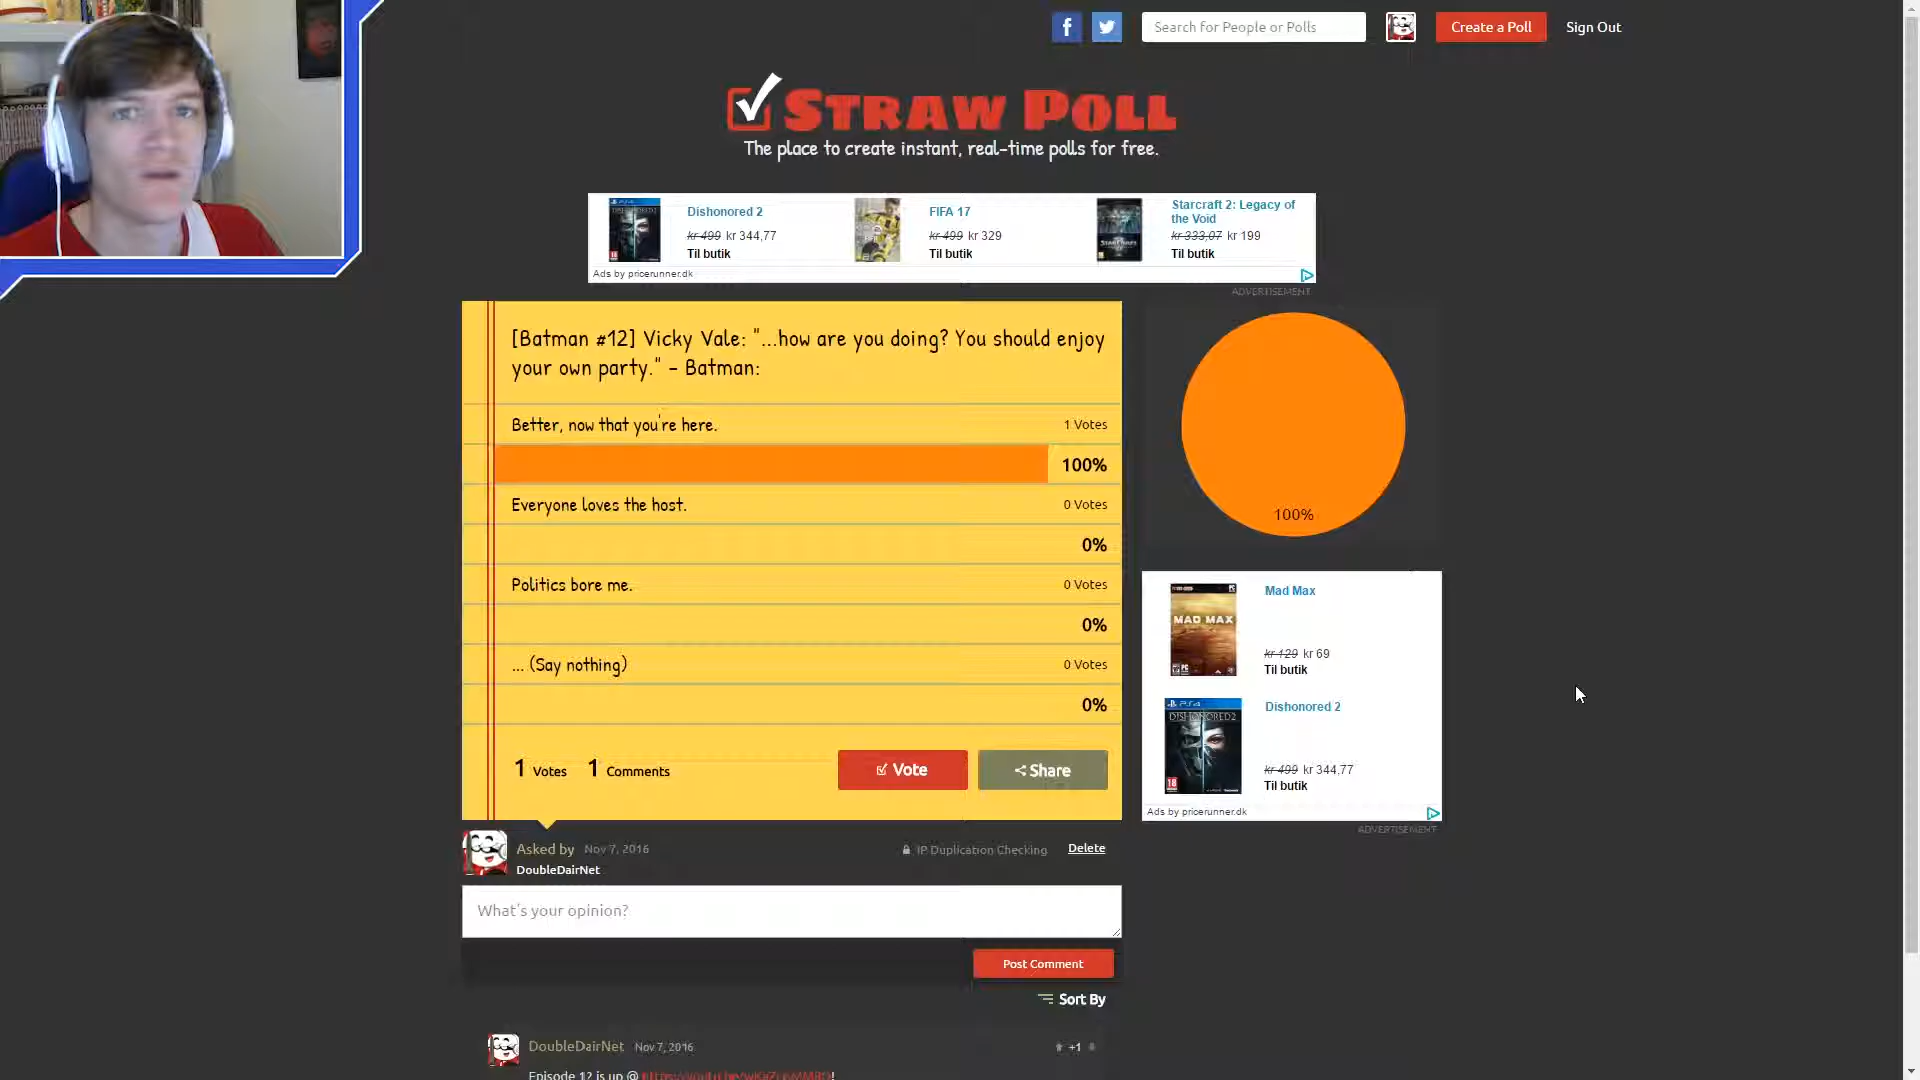 Search for People or Polls
Create a Poll
Sign Out
STRAW POLL
The place to create instant, real-time polls for free.
Dishonored 2
kr 499 kr 344,77
Til butik
FIFA 17
kr 499 kr 329
Til butik
Starcraft 2: Legacy of
the Void
kr 333,07 kr 199
Til butik
Ads by pricerunner.dk
ADVERTISEMENT
[Batman #12] Vicky Vale: "...how are you doing? You should enjoy
your own party." - Batman:
Better, now that you're here.
1 Votes
100%
Everyone loves the host.
0 Votes
0%
Politics bore me.
0 Votes
0%
... (Say nothing)
0 Votes
0%
1 Votes 1 Comments
Vote
Share
100%
MAD MAX
Mad Max
kr 129 kr 69
Til butik
DISHONORED 2
Dishonored 2
kr 499 kr 344,77
Til butik
Ads by pricerunner.dk
ADVERTISEMENT
Asked by Nov 7, 2016
DoubleDairNet
IP Duplication Checking
Delete
What's your opinion?
Post Comment
Sort By
DoubleDairNet Nov 7, 2016
+1
Episode 12 is up @